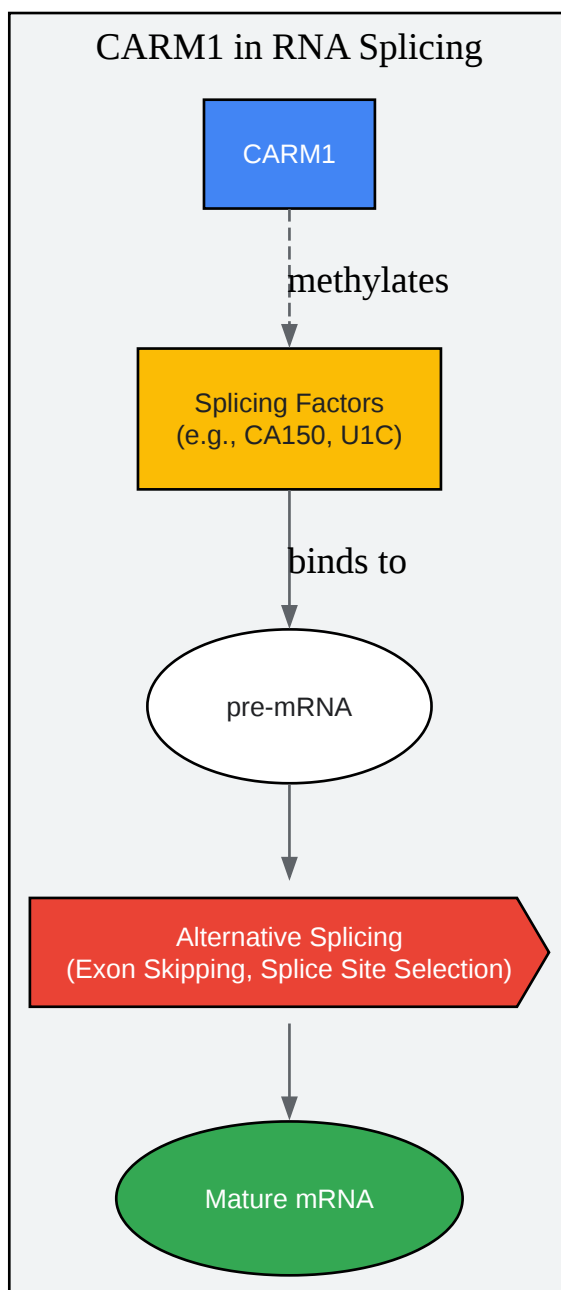 CARM1 in RNA Splicing
CARM1
methylates
Splicing Factors
(e.g., CA150, U1C)
binds to
pre-mRNA
Alternative Splicing
(Exon Skipping, Splice Site Selection)
Mature mRNA